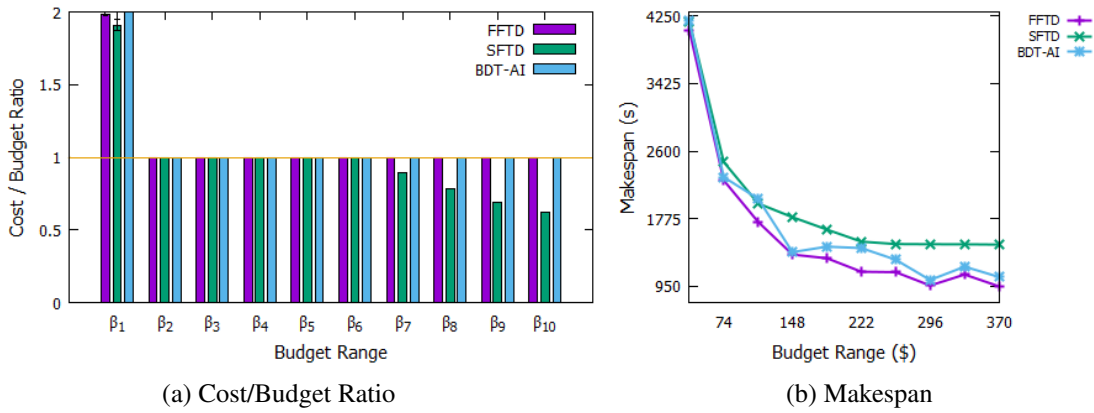 2
1.5
1
0.5
0
Cost / Budget Ratio
FFTD
SFTD
BDT-AI
β1 β2 β3 β4 β5 β6 β7 β8 β9 β10
Budget Range
(a) Cost/Budget Ratio
4250
3425
2600
1775
950
Makespan (s)
FFTD
SFTD
BDT-AI
74 148 222 296 370
Budget Range ($)
(b) Makespan